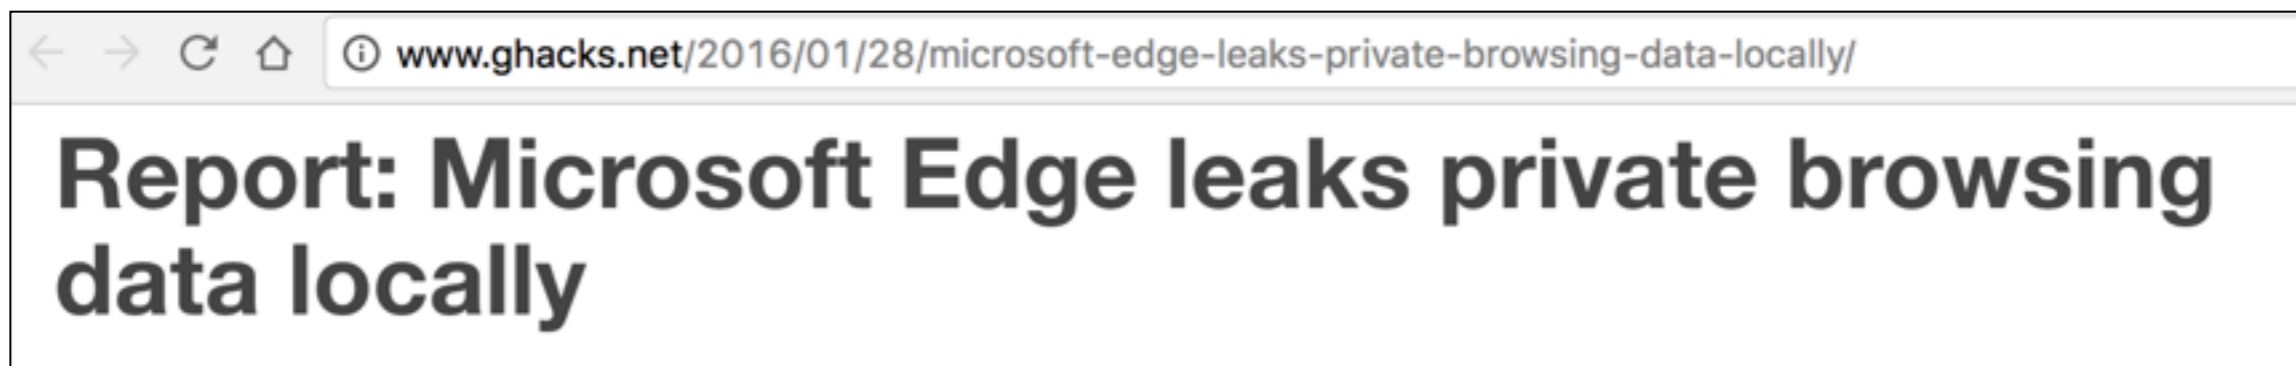 www.ghacks.net/2016/01/28/microsoft-edge-leaks-private-browsing-data-locally/
Report: Microsoft Edge leaks private browsing
data locally